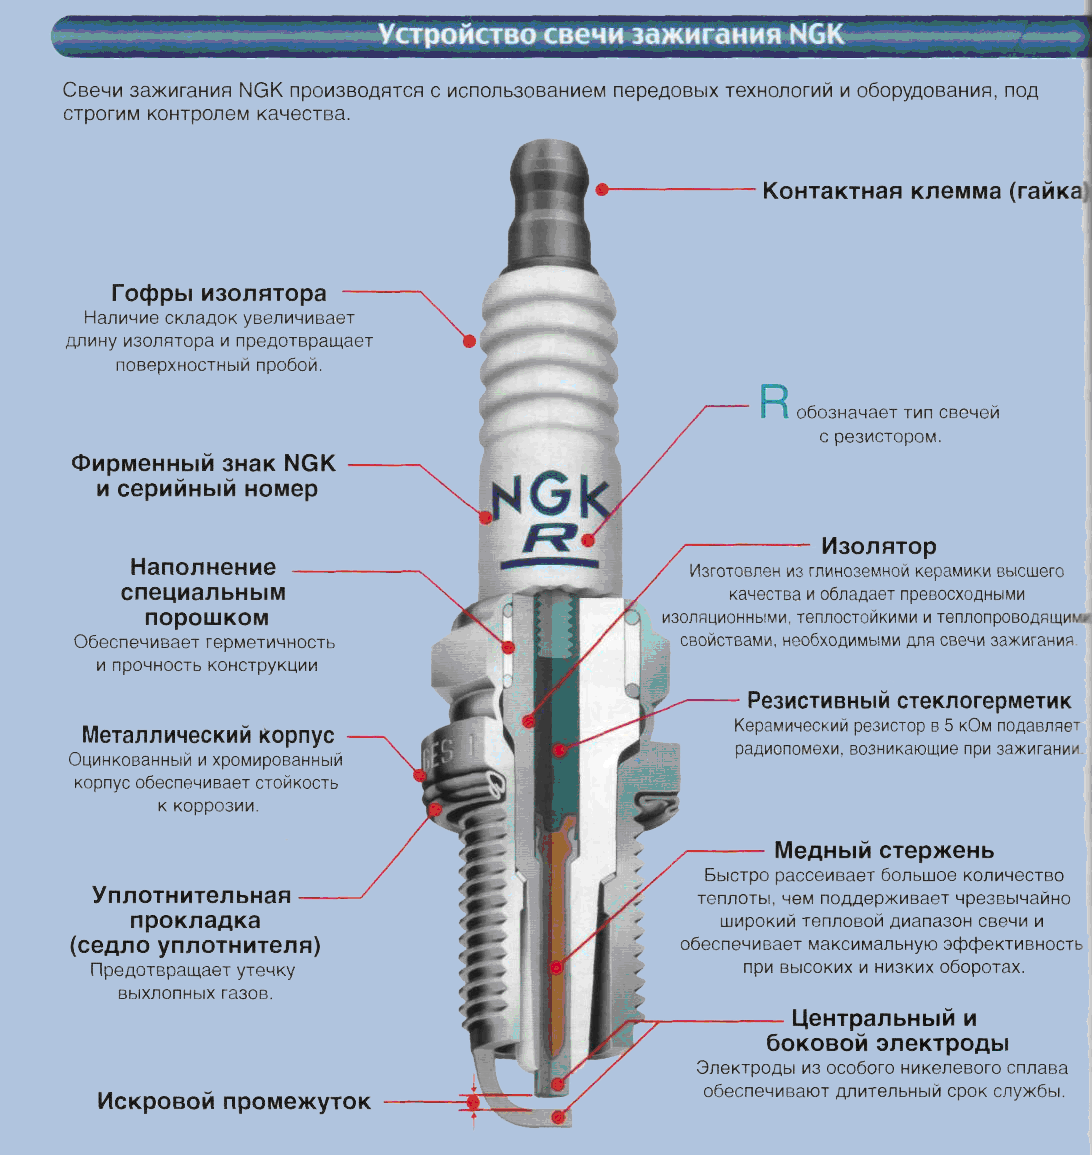 Устройство свечи зажигания NGK
Свечи зажигания NGK производятся с использованием передовых технологий и оборудования, под
строгим контролем качества.
Контактная клемма (гайка)
Гофры изолятора
Наличие складок увеличивает
длину изолятора и предотвращает
поверхностный пробой.
R обозначает тип свечей
с резистором.
Фирменный знак NGK
и серийный номер
NGK
R
Изолятор
Изготовлен из глиноземной керамики высшего
качества и обладает превосходными
изоляционными, теплостойкими и теплопроводящими
свойствами, необходимыми для свечи зажигания.
Наполнение
специальным
порошком
Обеспечивает герметичность
и прочность конструкции
Резистивный стеклогерметик
Керамический резистор в 5 кОм подавляет
радиопомехи, возникающие при зажигании.
Металлический корпус
Оцинкованный и хромированный
корпус обеспечивает стойкость
к коррозии.
Медный стержень
Быстро рассеивает большое количество
теплоты, чем поддерживает чрезвычайно
широкий тепловой диапазон свечи и
обеспечивает максимальную эффективность
при высоких и низких оборотах.
Уплотнительная
прокладка
(седло уплотнителя)
Предотвращает утечку
выхлопных газов.
Центральный и
боковой электроды
Электроды из особого никелевого сплава
обеспечивают длительный срок службы.
Искровой промежуток